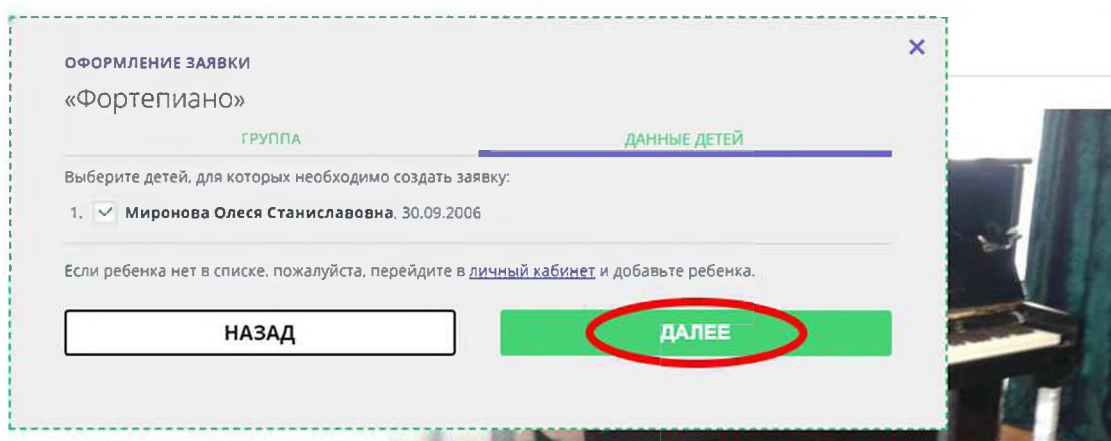 ОФОРМЛЕНИЕ ЗАЯВКИ
«Фортепиано»
ГРУППА
ДАННЫЕ ДЕТЕЙ
Выберите детей, для которых необходимо создать заявку:
1. Миронова Олеся Станиславовна, 30.09.2006
Если ребенка нет в списке, пожалуйста, перейдите в личный кабинет и добавьте ребенка.
НАЗАД
ДАЛЕЕ